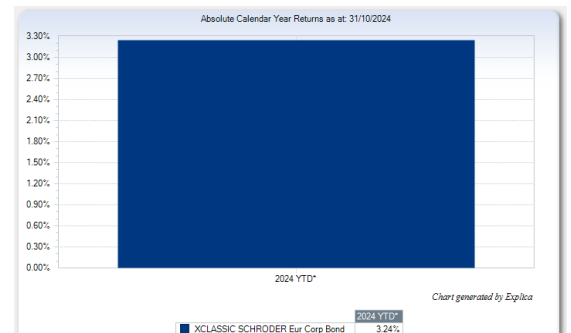 Absolute Calendar Year Returns as at: 31/10/2024
3.30%
3.00%
2.70%
2.40%
2.10%
1.80%
1.50%
1.20%
0.90%
0.60%
0.30%
0.00%
2024 YTD*
Chart generated by Explica
2024 YTD*
XCLASSIC SCHRODER Eur Corp Bond 3.24%